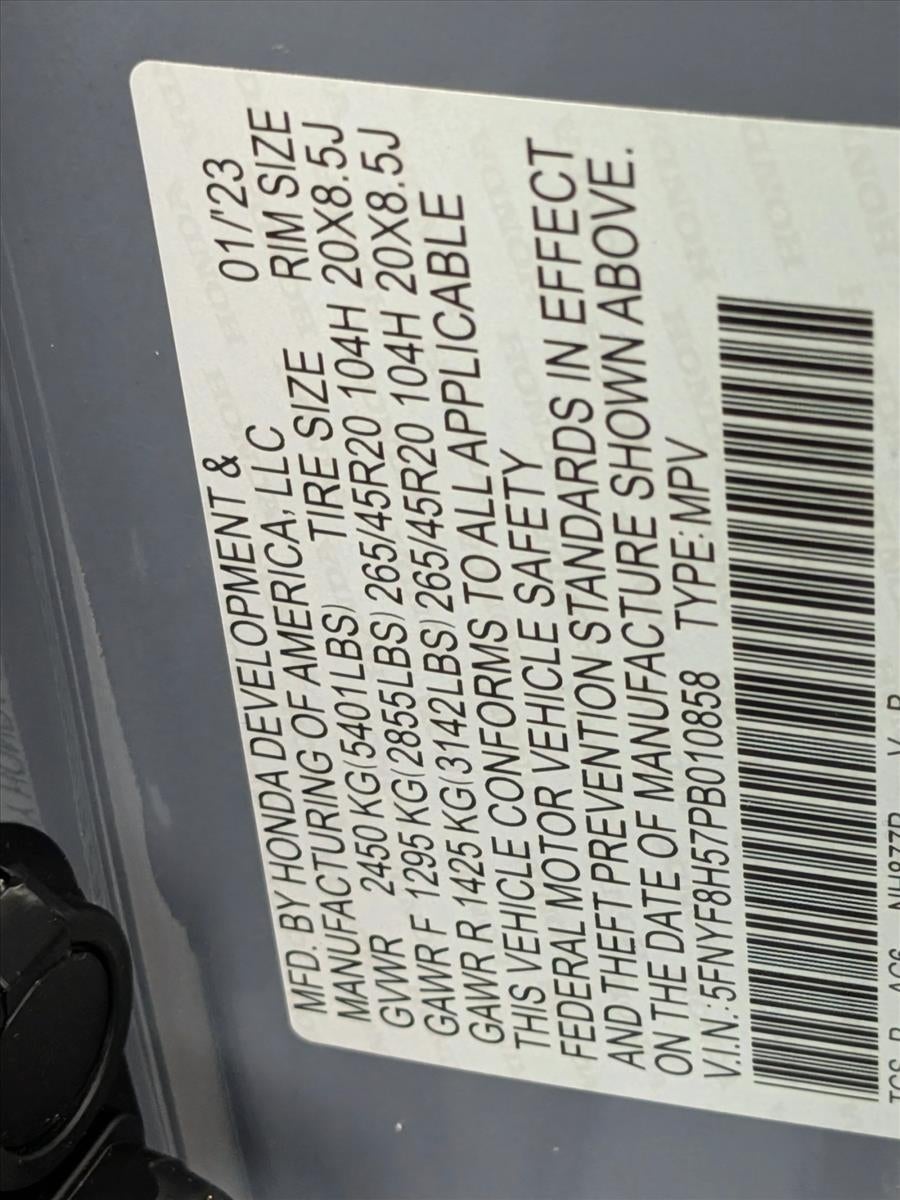 MFD. BY HONDA DEVELOPMENT & 01/'23
MANUFACTURING OF AMERICA, LLC RIM SIZE
TIRE SIZE
GVWR 2450 KG(5401LBS)
GAWR F 1295 KG(2855LBS) 265/45R20 104H 20X8.5J
GAWR R 1425 KG(3142LBS) 265/45R20 104H 20X8.5J
THIS VEHICLE CONFORMS TO ALL APPLICABLE
FEDERAL MOTOR VEHICLE SAFETY
AND THEFT PREVENTION STANDARDS IN EFFECT
ON THE DATE OF MANUFACTURE SHOWN ABOVE.
V.I.N.:5FNYF8H57PB010858 TYPE:MPV